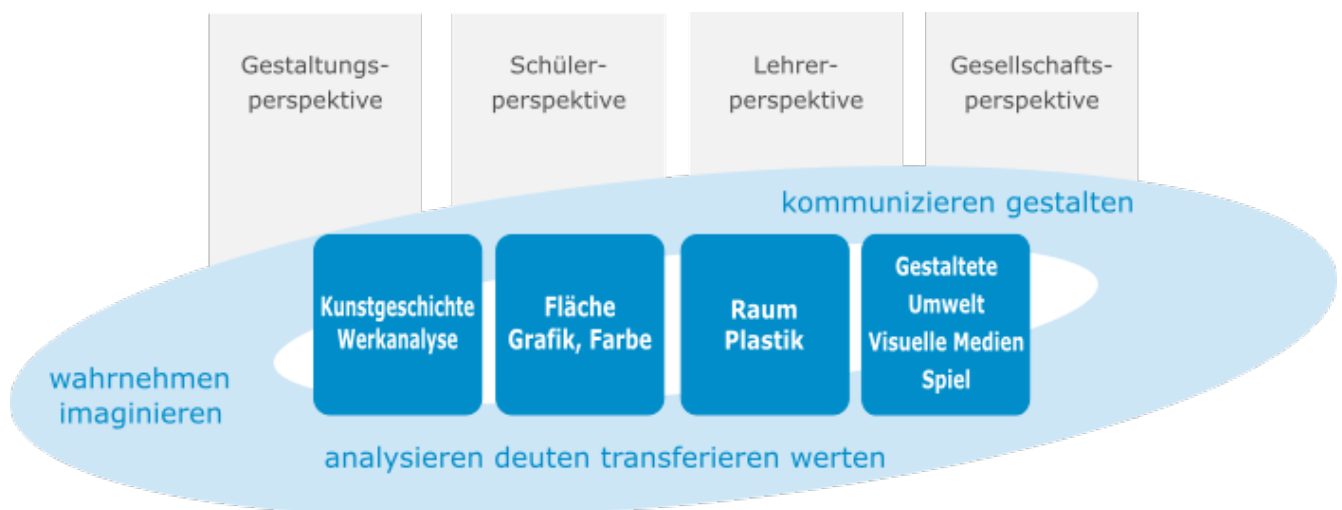 Gestaltungs-
perspektive
Schüler-
perspektive
Lehrer-
perspektive
Gesellschafts-
perspektive
kommunizieren gestalten
Kunstgeschichte
Werkanalyse
Fläche
Grafik, Farbe
Raum
Plastik
Gestaltete
Umwelt
Visuelle Medien
Spiel
wahrnehmen
imaginieren
analysieren deuten transferieren werten